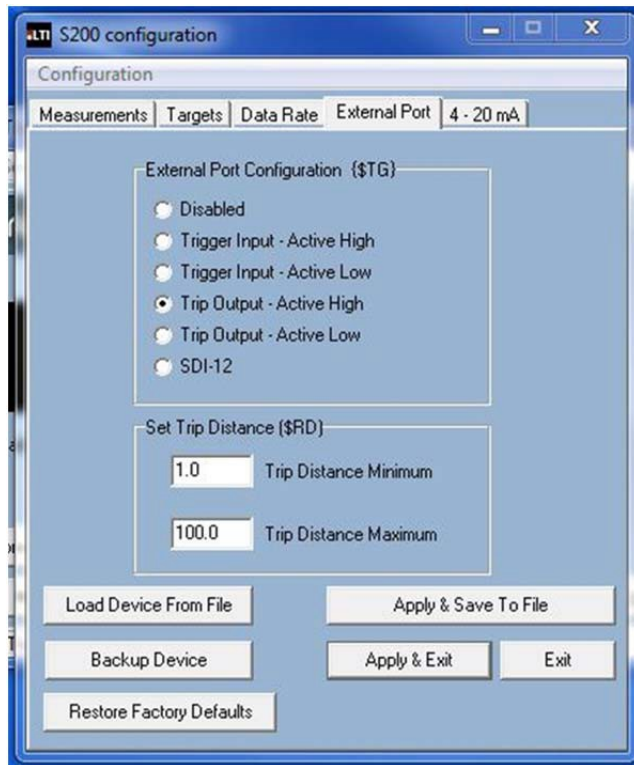 LTI S200 configuration
Configuration
Measurements Targets Data Rate External Port 4 - 20 mA
External Port Configuration {$TG}
Disabled
Trigger Input - Active High
Trigger Input - Active Low
Trip Output - Active High
Trip Output - Active Low
SDI-12
Set Trip Distance ($RD)
1.0 Trip Distance Minimum
100.0 Trip Distance Maximum
Load Device From File Apply & Save To File
Backup Device Apply & Exit Exit
Restore Factory Defaults